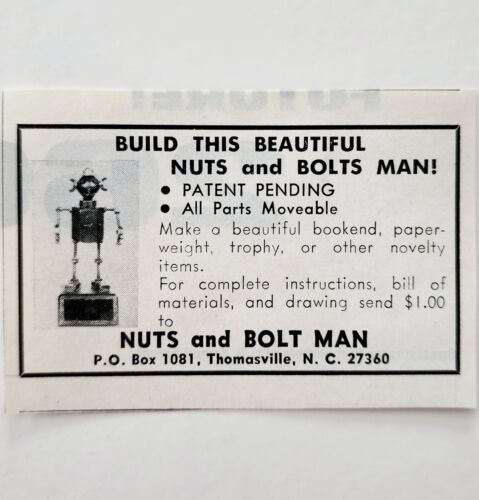 BUILD THIS BEAUTIFUL
NUTS and BOLTS MAN!
• PATENT PENDING
• All Parts Moveable
Make a beautiful bookend, paper-
weight, trophy, or other novelty
items.
For complete instructions, bill of
materials, and drawing send $1.00
to
NUTS and BOLT MAN
P.O. Box 1081, Thomasville, N. C. 27360